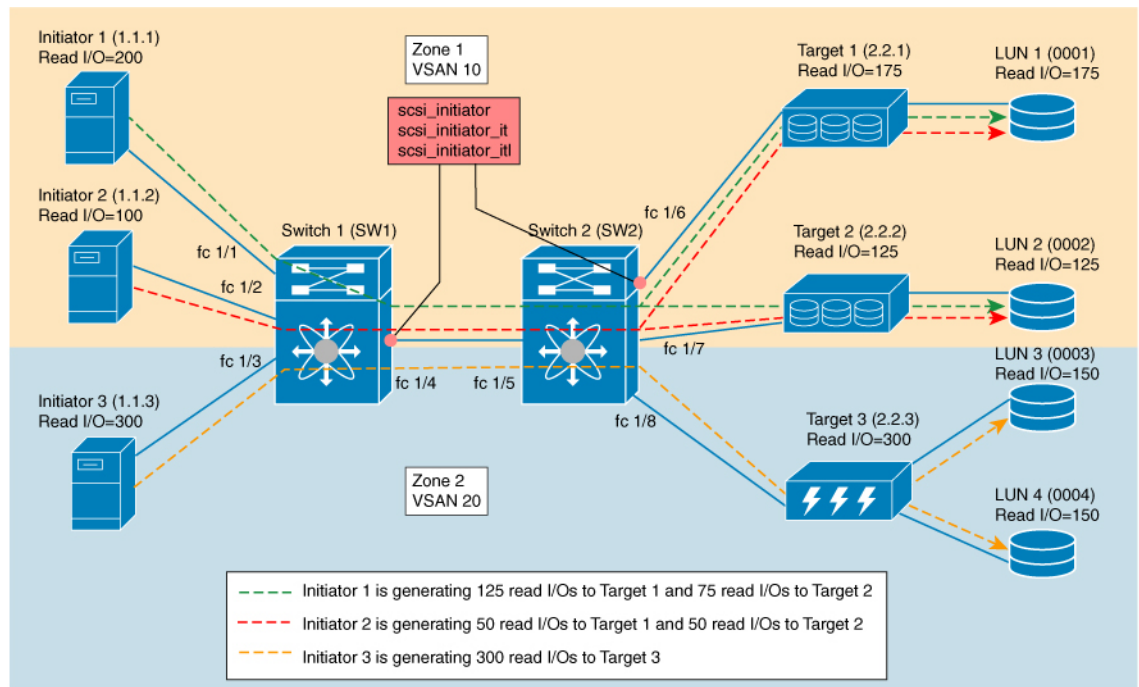 Initiator 1 (1.1.1)
Read I/O=200
Zone 1
VSAN 10
Target 1 (2.2.1)
Read I/O=175
LUN 1 (0001)
Read I/O=175
scsi_initiator
scsi_initiator_it
scsi_initiator_itl
Initiator 2 (1.1.2)
Read I/O=100
fc 1/6
Switch 1 (SW1)
Switch 2 (SW2)
fc 1/1
Target 2 (2.2.2)
Read I/O=125
LUN 2 (0002)
Read I/O=125
fc 1/2
fc 1/3
fc 1/4
fc 1/5
fc 1/7
LUN 3 (0003)
Read I/O=150
Initiator 3 (1.1.3)
Read I/O=300
fc 1/8
Target 3 (2.2.3)
Read I/O=300
Zone 2
VSAN 20
LUN 4 (0004)
Read I/O=150
Initiator 1 is generating 125 read I/Os to Target 1 and 75 read I/Os to Target 2
Initiator 2 is generating 50 read I/Os to Target 1 and 50 read I/Os to Target 2
Initiator 3 is generating 300 read I/Os to Target 3